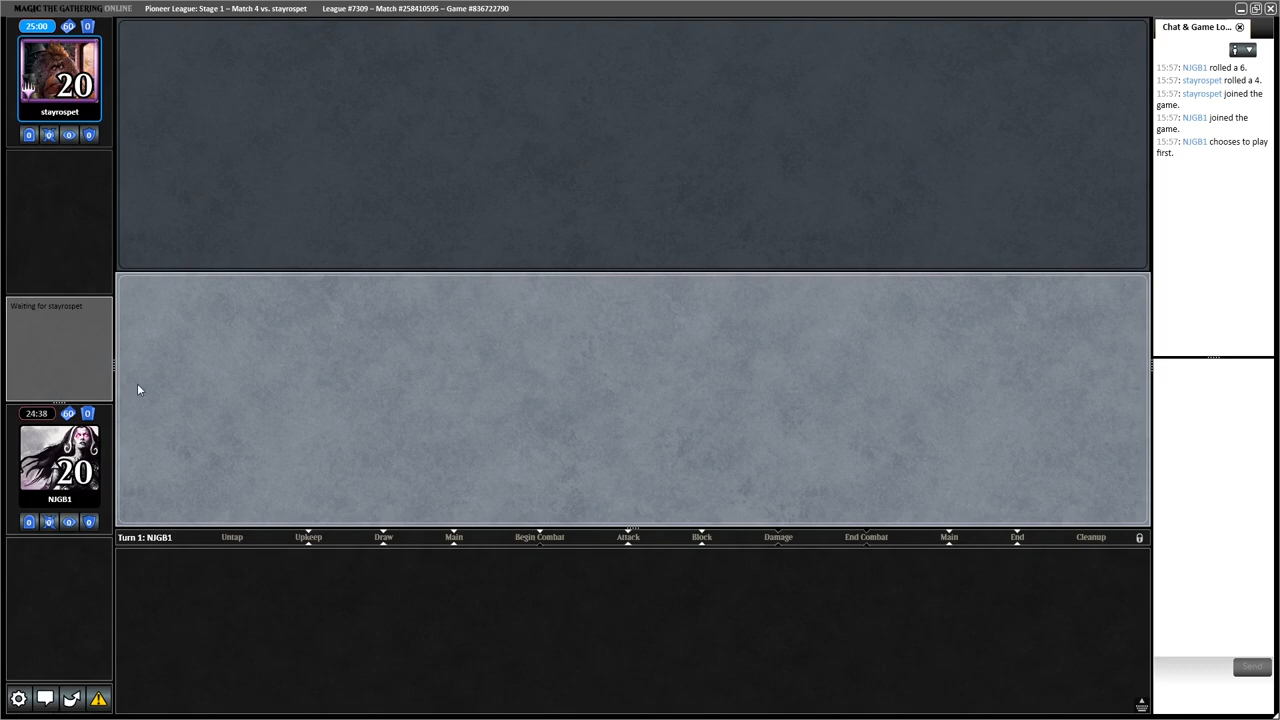 MAGIC THE GATHERING ONLINE Pioneer League: Stage 1 – Match 4 vs. stayrospet League #7309 – Match #258410595 – Game #836722790
25:00 60 0
20
stayrospet
0 0 0 0
Waiting for stayrospet
24:38 60 0
20
NJGB1
0 0 0 0
Turn 1: NJGB1 Untap Upkeep Draw Main Begin Combat Attack Block Damage End Combat Main End Cleanup
Chat & Game Lo...
15:57: NJGB1 rolled a 6.
15:57: stayrospet rolled a 4.
15:57: stayrospet joined the
game.
15:57: NJGB1 joined the
game.
15:57: NJGB1 chooses to play
first.
Send